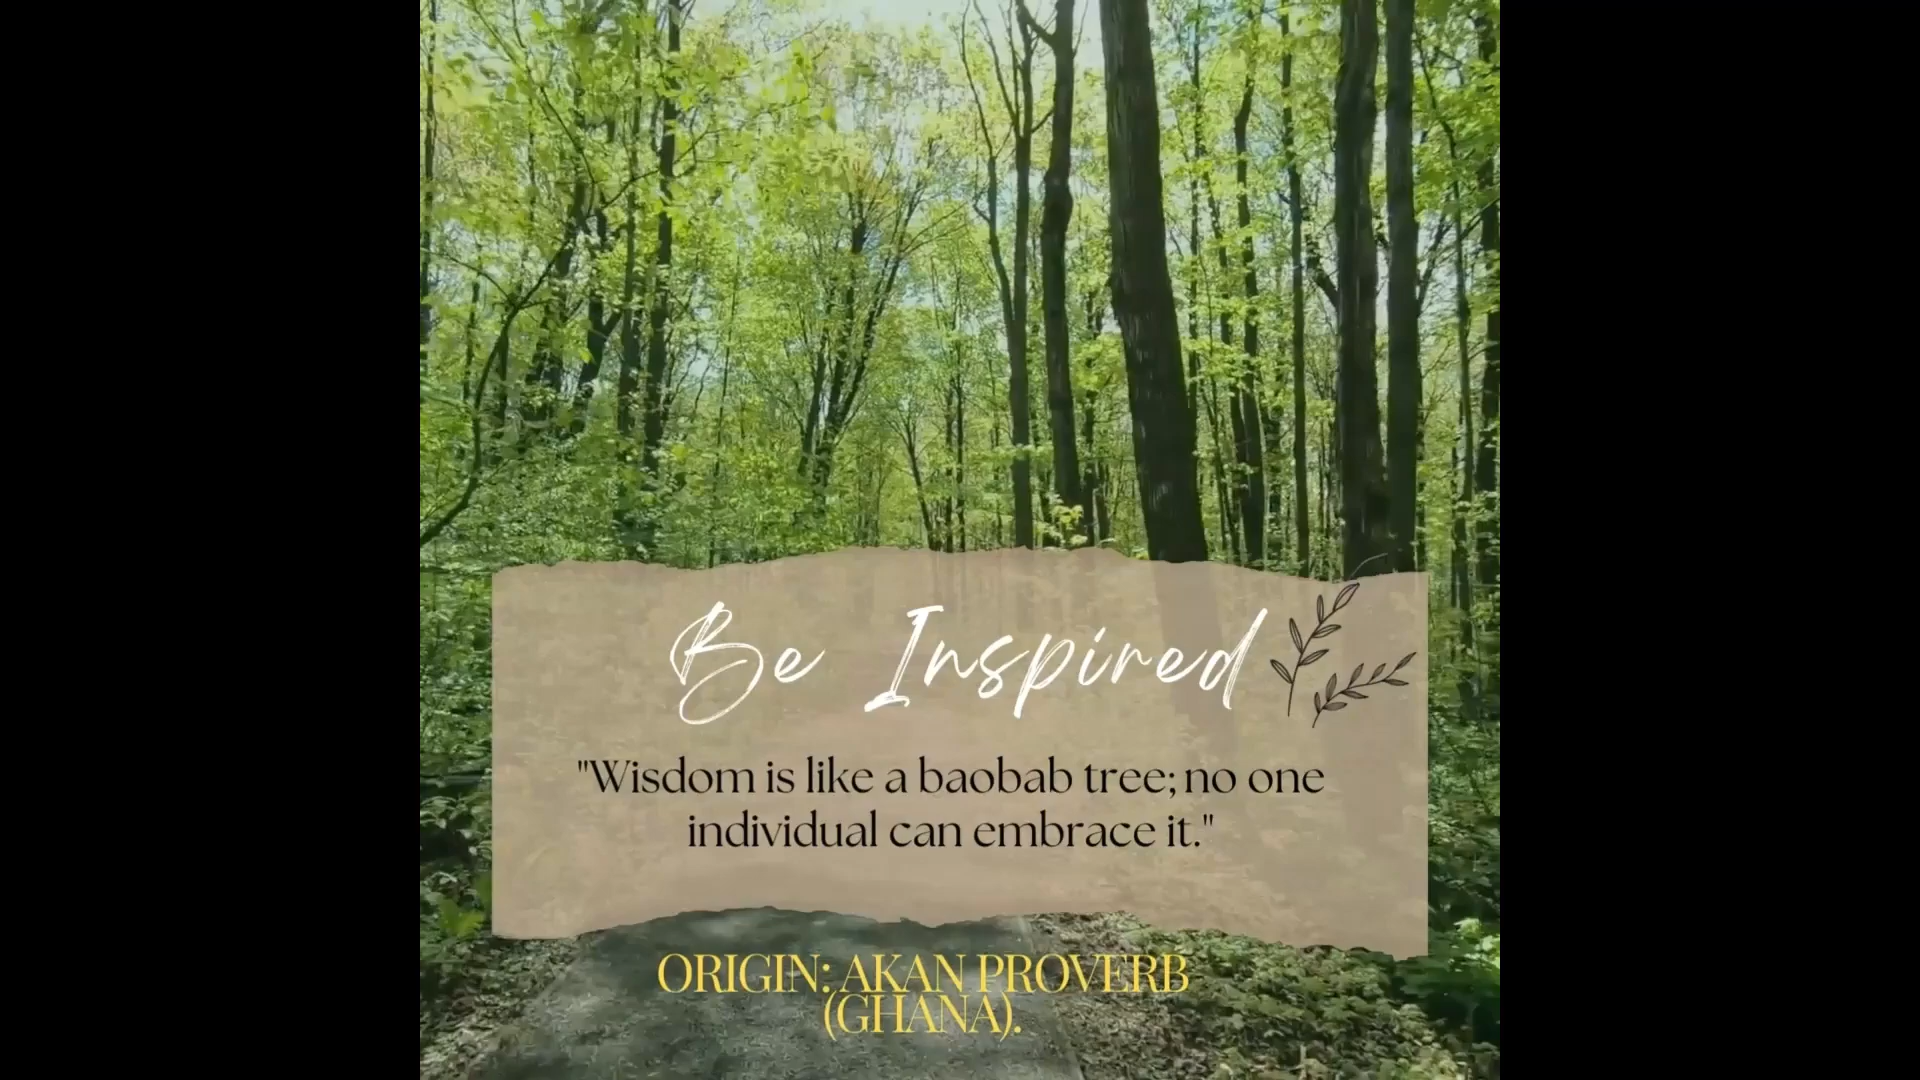 Be Inspired
"Wisdom is like a baobab tree; no one
individual can embrace it."
ORIGIN: AKAN PROVERB
(GHANA).